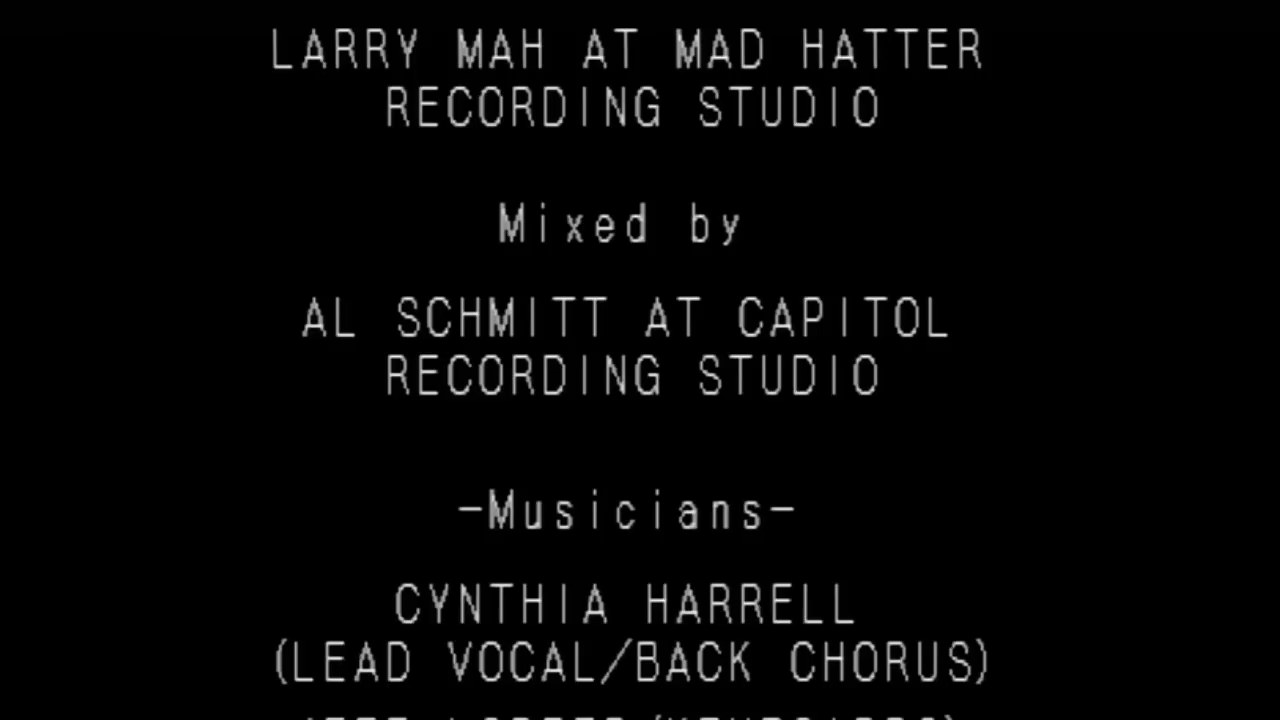 LARRY MAH AT MAD HATTER
RECORDING STUDIO
Mixed by
AL SCHMITT AT CAPITOL
RECORDING STUDIO
-Musicians-
CYNTHIA HARRELL
(LEAD VOCAL/BACK CHORUS)